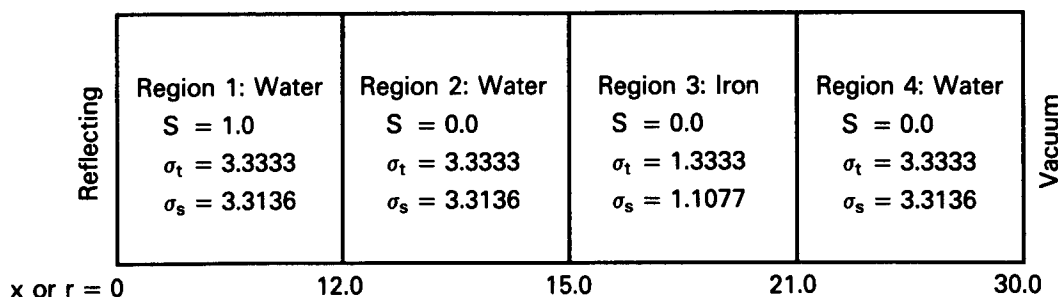 Reflecting
Region 1: Water
S = 1.0
σt = 3.3333
σs = 3.3136
Region 2: Water
S = 0.0
σt = 3.3333
σs = 3.3136
Region 3: Iron
S = 0.0
σt = 1.3333
σs = 1.1077
Region 4: Water
S = 0.0
σt = 3.3333
σs = 3.3136
Vacuum
x or r = 0 12.0 15.0 21.0 30.0